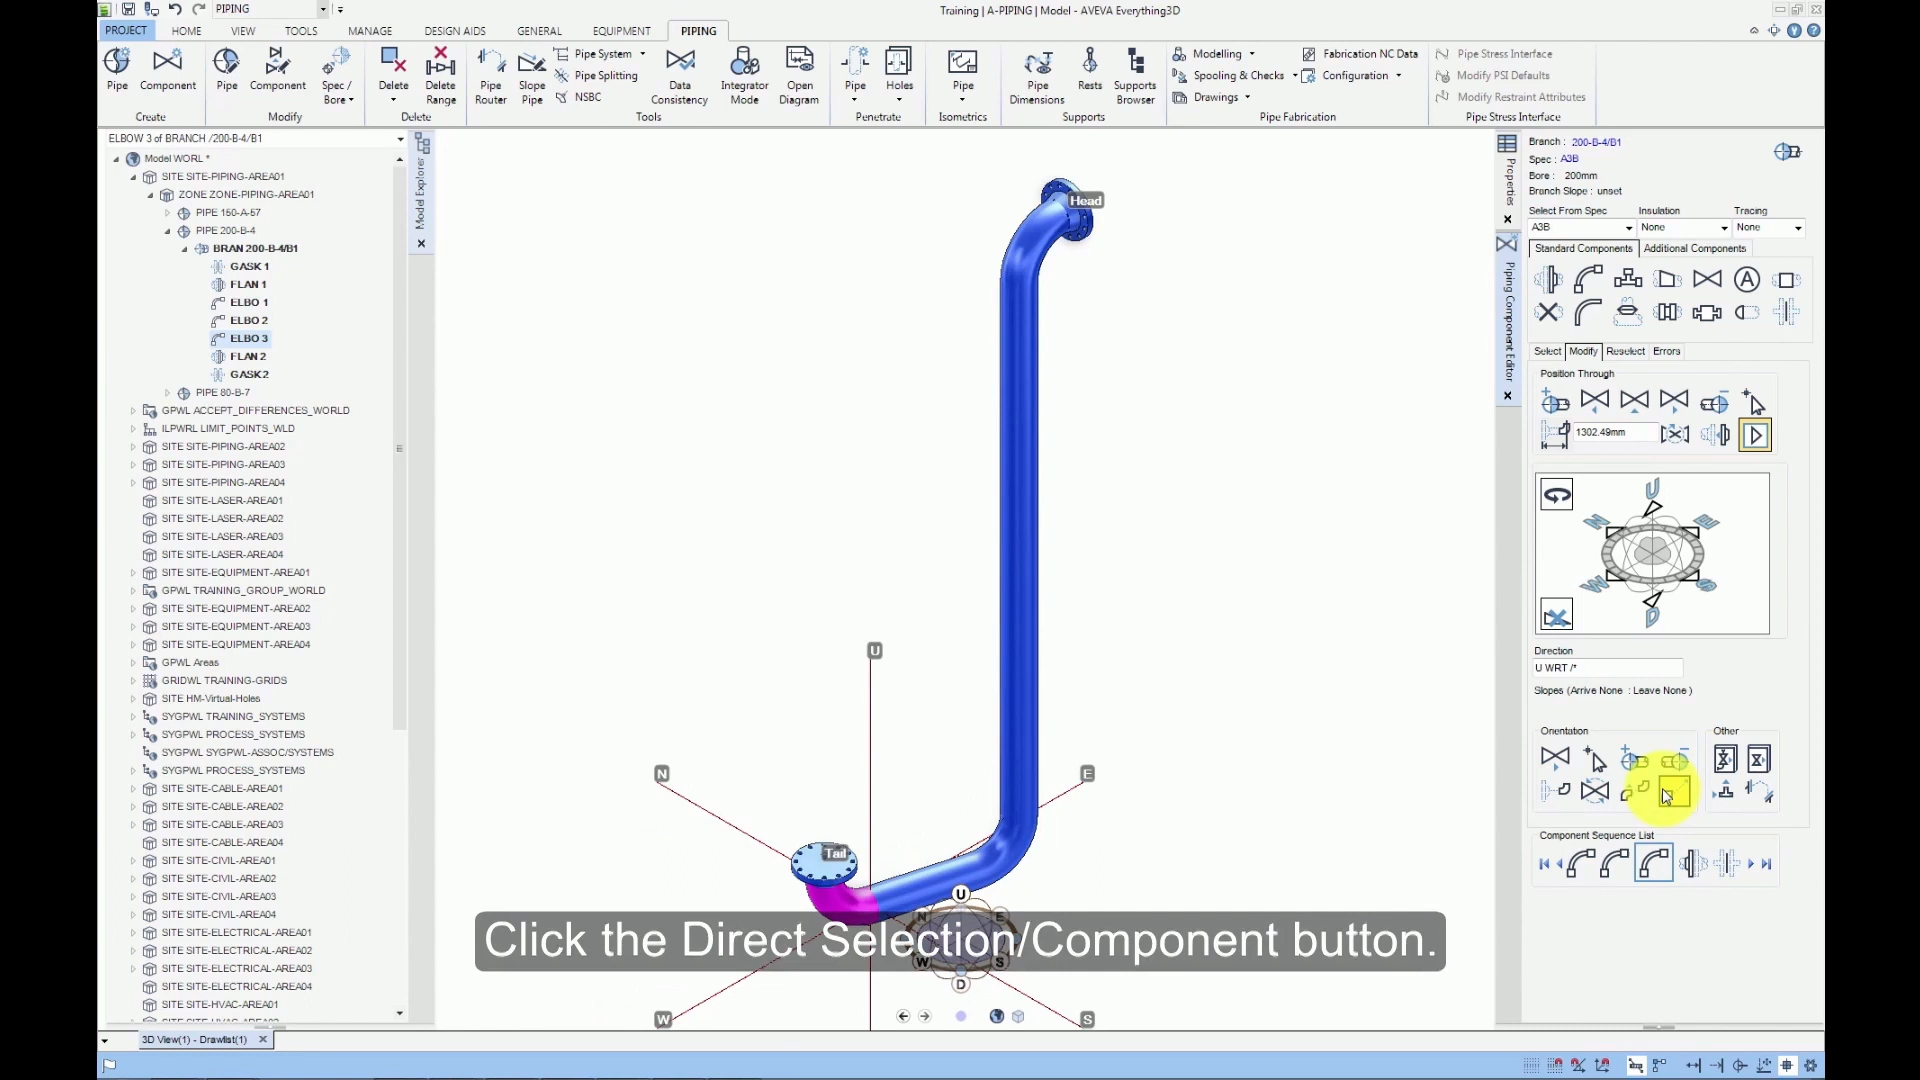 PIPING
Training | A-PIPING | Model - AVEVA Everything3D
PROJECT HOME VIEW TOOLS MANAGE DESIGN AIDS GENERAL EQUIPMENT PIPING
Pipe Component
Create
Pipe Component Spec / Bore
Modify
Delete Delete Range
Delete
Pipe Router Slope Pipe
Pipe System
Pipe Splitting
NSBC
Data Consistency
Integrator Mode
Open Diagram
Tools
Pipe Holes
Penetrate
Pipe
Isometrics
Pipe Dimensions Rests Supports Browser
Supports
Modelling
Spooling & Checks
Drawings
Fabrication NC Data
Configuration
Pipe Fabrication
Pipe Stress Interface
Modify PSI Defaults
Modify Restraint Attributes
Pipe Stress Interface
ELBOW 3 of BRANCH /200-B-4/B1
Model WORL *
SITE SITE-PIPING-AREA01
ZONE ZONE-PIPING-AREA01
PIPE 150-A-57
PIPE 200-B-4
BRAN 200-B-4/B1
GASK 1
FLAN 1
ELBO 1
ELBO 2
ELBO 3
FLAN 2
GASK 2
PIPE 80-B-7
GPWL ACCEPT_DIFFERENCES_WORLD
ILPWRL LIMIT_POINTS_WLD
SITE SITE-PIPING-AREA02
SITE SITE-PIPING-AREA03
SITE SITE-PIPING-AREA04
SITE SITE-LASER-AREA01
SITE SITE-LASER-AREA02
SITE SITE-LASER-AREA03
SITE SITE-LASER-AREA04
SITE SITE-EQUIPMENT-AREA01
GPWL TRAINING_GROUP_WORLD
SITE SITE-EQUIPMENT-AREA02
SITE SITE-EQUIPMENT-AREA03
SITE SITE-EQUIPMENT-AREA04
GPWL Areas
GRIDWL TRAINING-GRIDS
SITE HM-Virtual-Holes
SYGPWL TRAINING_SYSTEMS
SYGPWL PROCESS_SYSTEMS
SYGPWL SYGPWL-ASSOC/SYSTEMS
SYGPWL PROCESS_SYSTEMS
SITE SITE-CABLE-AREA01
SITE SITE-CABLE-AREA02
SITE SITE-CABLE-AREA03
SITE SITE-CABLE-AREA04
SITE SITE-CIVIL-AREA01
SITE SITE-CIVIL-AREA02
SITE SITE-CIVIL-AREA03
SITE SITE-CIVIL-AREA04
SITE SITE-ELECTRICAL-AREA01
SITE SITE-ELECTRICAL-AREA02
SITE SITE-ELECTRICAL-AREA03
SITE SITE-ELECTRICAL-AREA04
SITE SITE-HVAC-AREA01
Model Explorer
Head
Tail
U
N
E
W
S
U
N
E
W
S
D
Click the Direct Selection/Component button.
Properties
Piping Component Editor
Branch : 200-B-4/B1
Spec : A3B
Bore : 200mm
Branch Slope : unset
Select From Spec Insulation Tracing
A3B None None
Standard Components Additional Components
A
Select Modify Reselect Errors
Position Through
1302.49mm
U
N
E
W
S
D
Direction
U WRT /*
Slopes (Arrive None : Leave None )
Orientation Other
Component Sequence List
3D View(1) - Drawlist(1)